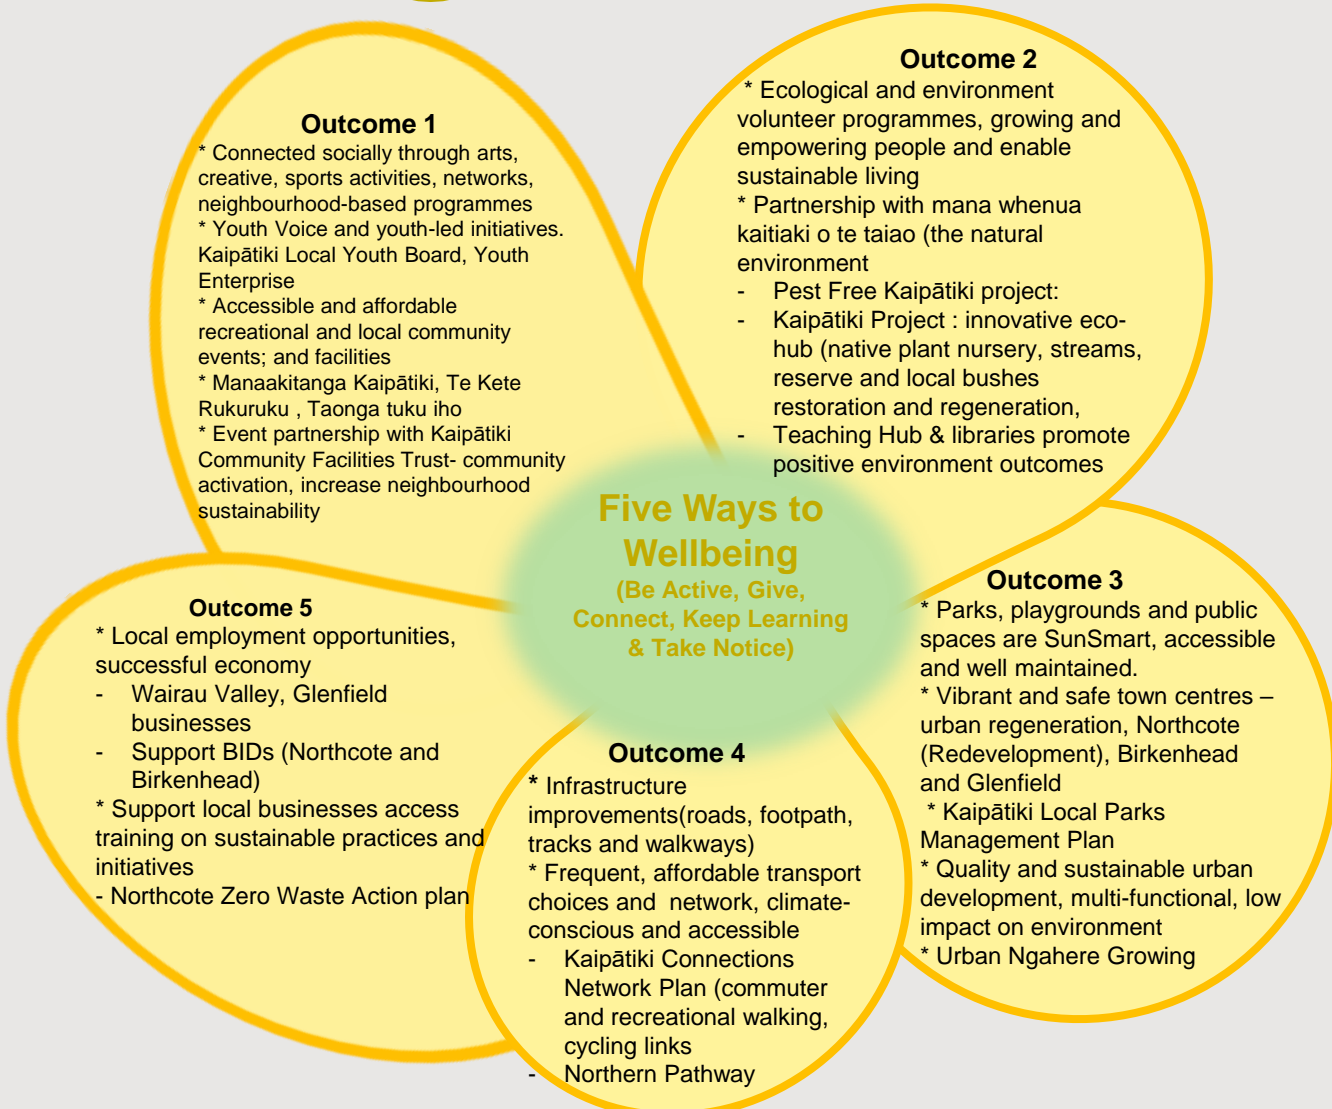 Outcome 1
* Connected socially through arts,
creative, sports activities, networks,
neighbourhood-based programmes
* Youth Voice and youth-led initiatives.
Kaipātiki Local Youth Board, Youth
Enterprise
* Accessible and affordable
recreational and local community
events; and facilities
* Manaakitanga Kaipātiki, Te Kete
Rukuruku , Taonga tuku iho
* Event partnership with Kaipātiki
Community Facilities Trust- community
activation, increase neighbourhood
sustainability
Outcome 2
* Ecological and environment
volunteer programmes, growing and
empowering people and enable
sustainable living
* Partnership with mana whenua
kaitiaki o te taiao (the natural
environment
- Pest Free Kaipātiki project:
- Kaipātiki Project : innovative eco-
hub (native plant nursery, streams,
reserve and local bushes
restoration and regeneration,
- Teaching Hub & libraries promote
positive environment outcomes
Five Ways to
Wellbeing
(Be Active, Give,
Connect, Keep Learning
& Take Notice)
Outcome 3
* Parks, playgrounds and public
spaces are SunSmart, accessible
and well maintained.
* Vibrant and safe town centres –
urban regeneration, Northcote
(Redevelopment), Birkenhead
and Glenfield
* Kaipātiki Local Parks
Management Plan
* Quality and sustainable urban
development, multi-functional, low
impact on environment
* Urban Ngahere Growing
Outcome 4
* Infrastructure
improvements(roads, footpath,
tracks and walkways)
* Frequent, affordable transport
choices and network, climate-
conscious and accessible
- Kaipātiki Connections
Network Plan (commuter
and recreational walking,
cycling links
- Northern Pathway
Outcome 5
* Local employment opportunities,
successful economy
- Wairau Valley, Glenfield
businesses
- Support BIDs (Northcote and
Birkenhead)
* Support local businesses access
training on sustainable practices and
initiatives
- Northcote Zero Waste Action plan